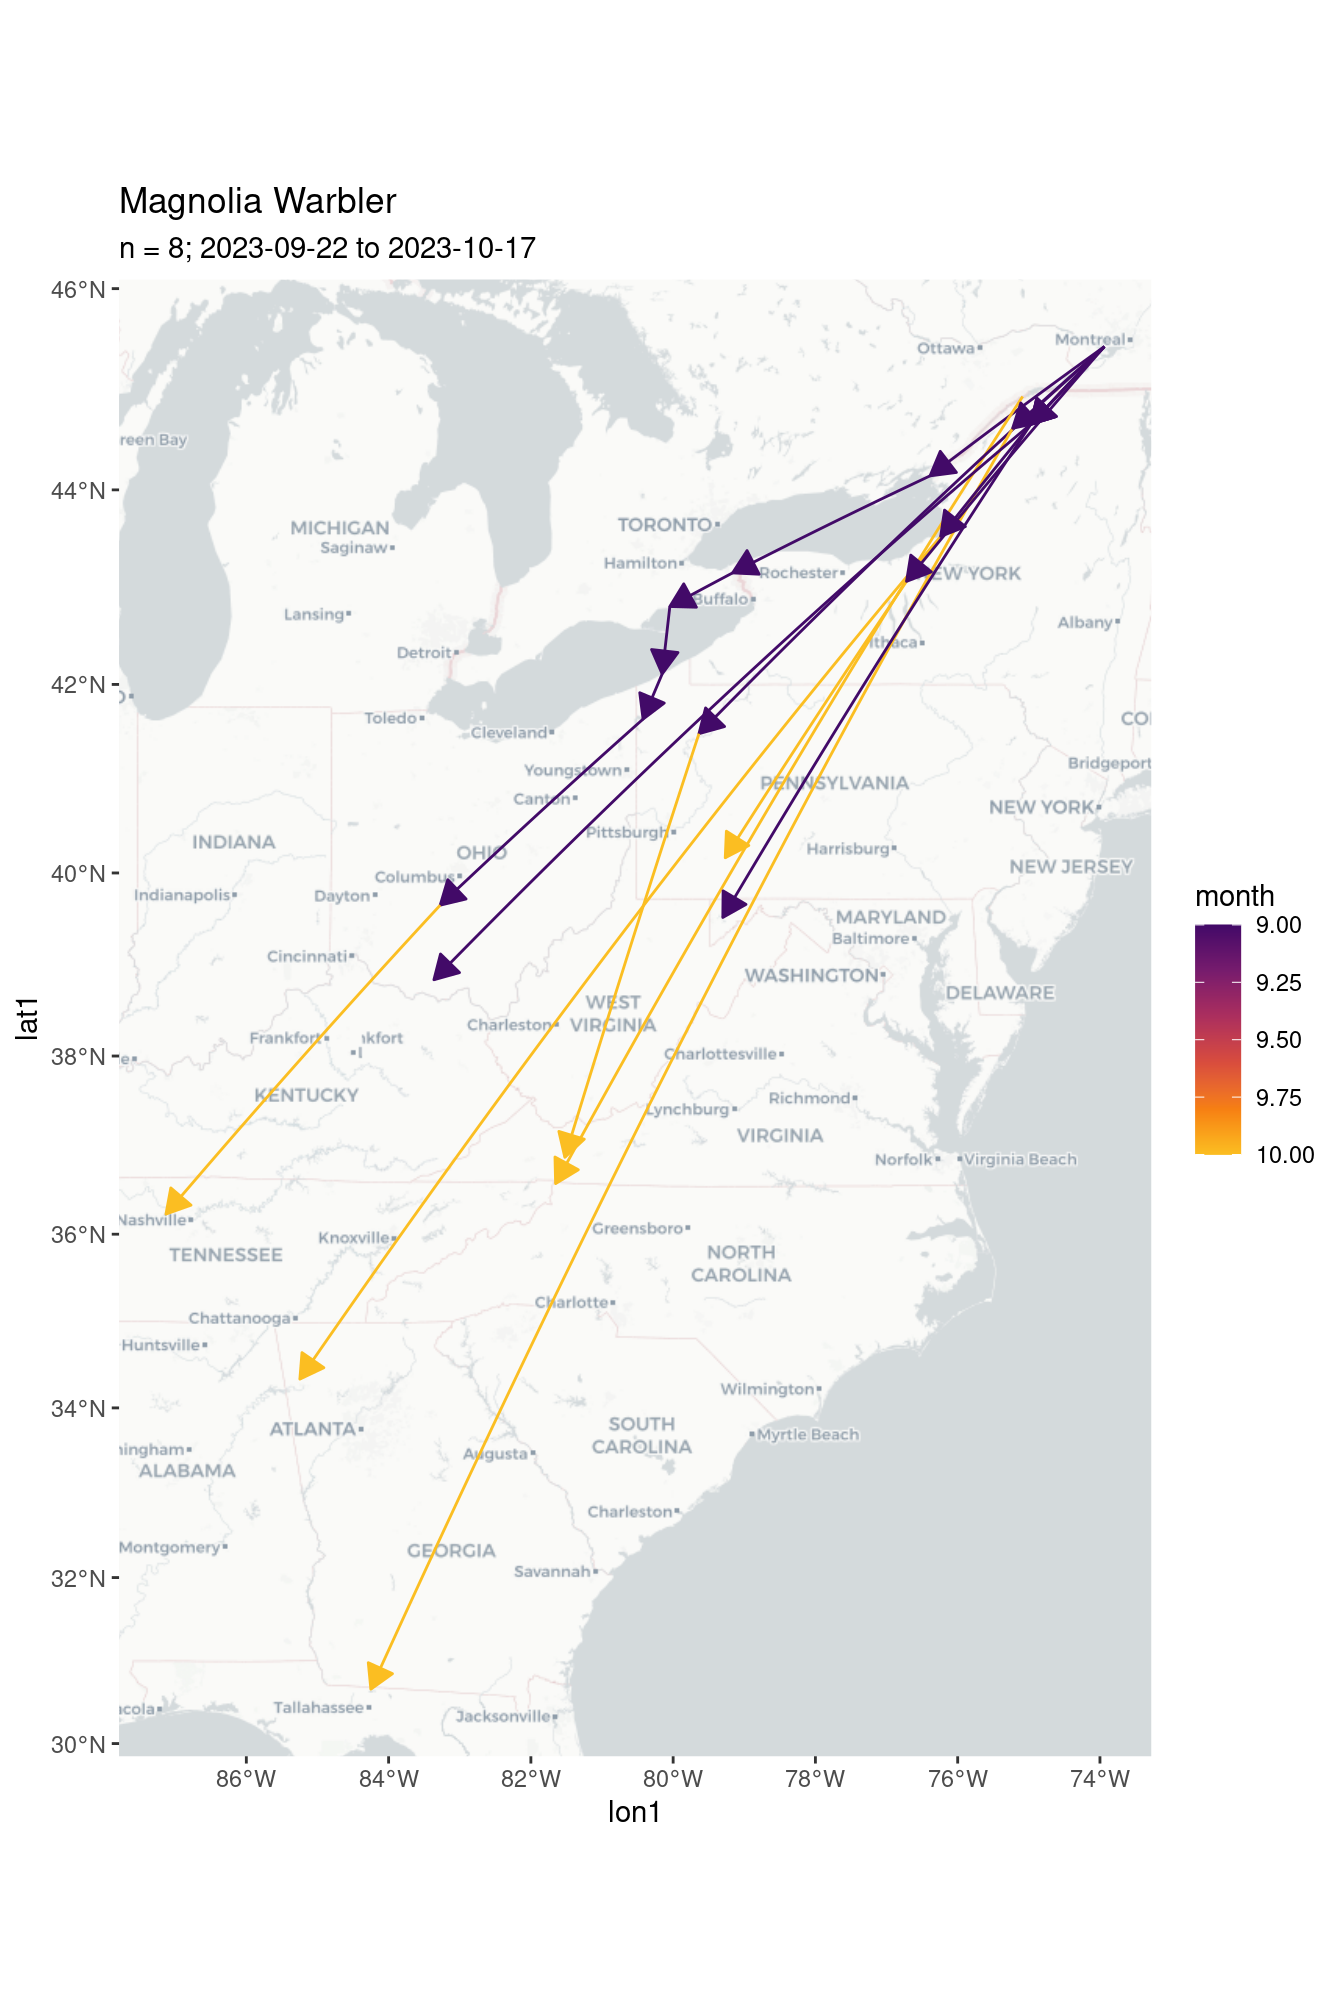 Magnolia Warbler
n = 8; 2023-09-22 to 2023-10-17
46°N
Ottawa
Montreal
reen Bay
44°N
MICHIGAN
TORONTO
Saginaw
Hamilton
Rochester
EW YORK
Lansing
Buffalo
Albany
Detroit
Ithaca
42°N
Toledo
Cleveland
CO
Youngstown
Bridgeport
PENNSYLVANIA
Canton
NEW YORK
INDIANA
OHIO
Pittsburgh
Harrisburg
40°N
Columbus
NEW JERSEY
Indianapolis
Dayton
month
9.00
9.25
9.50
9.75
10.00
MARYLAND
Baltimore
Cincinnati
WASHINGTON
DELAWARE
lat1
WEST
VIRGINIA
Charleston
Frankfort
nkfort
38°N
Charlottesville
KENTUCKY
Richmond
Lynchburg
VIRGINIA
Norfolk
Virginia Beach
Nashville
36°N
Knoxville
Greensboro
TENNESSEE
NORTH
CAROLINA
Charlotte
Chattanooga
Huntsville
34°N
Wilmington
ATLANTA
SOUTH
CAROLINA
Myrtle Beach
ningham
Augusta
ALABAMA
Charleston
Montgomery
GEORGIA
32°N
Savannah
ncola
Tallahassee
Jacksonville
30°N
86°W
84°W
82°W
80°W
78°W
76°W
74°W
lon1